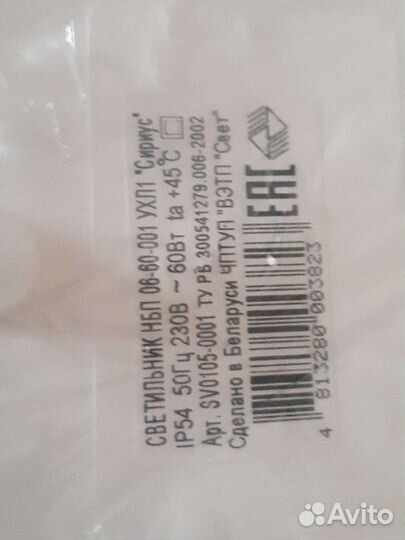 СВЕТИЛЬНИК НБП 06-60-001 УХЛ1 "Сириус"
IP54 50Гц 230В ~ 60Вт ta +45°C
Арт. SV0105-0001 ТУ РБ 300541279.006-2002
Сделано в Беларуси ЧПТУП "ВЭТП "Свет"
EAC
4 813280 003823
Avito